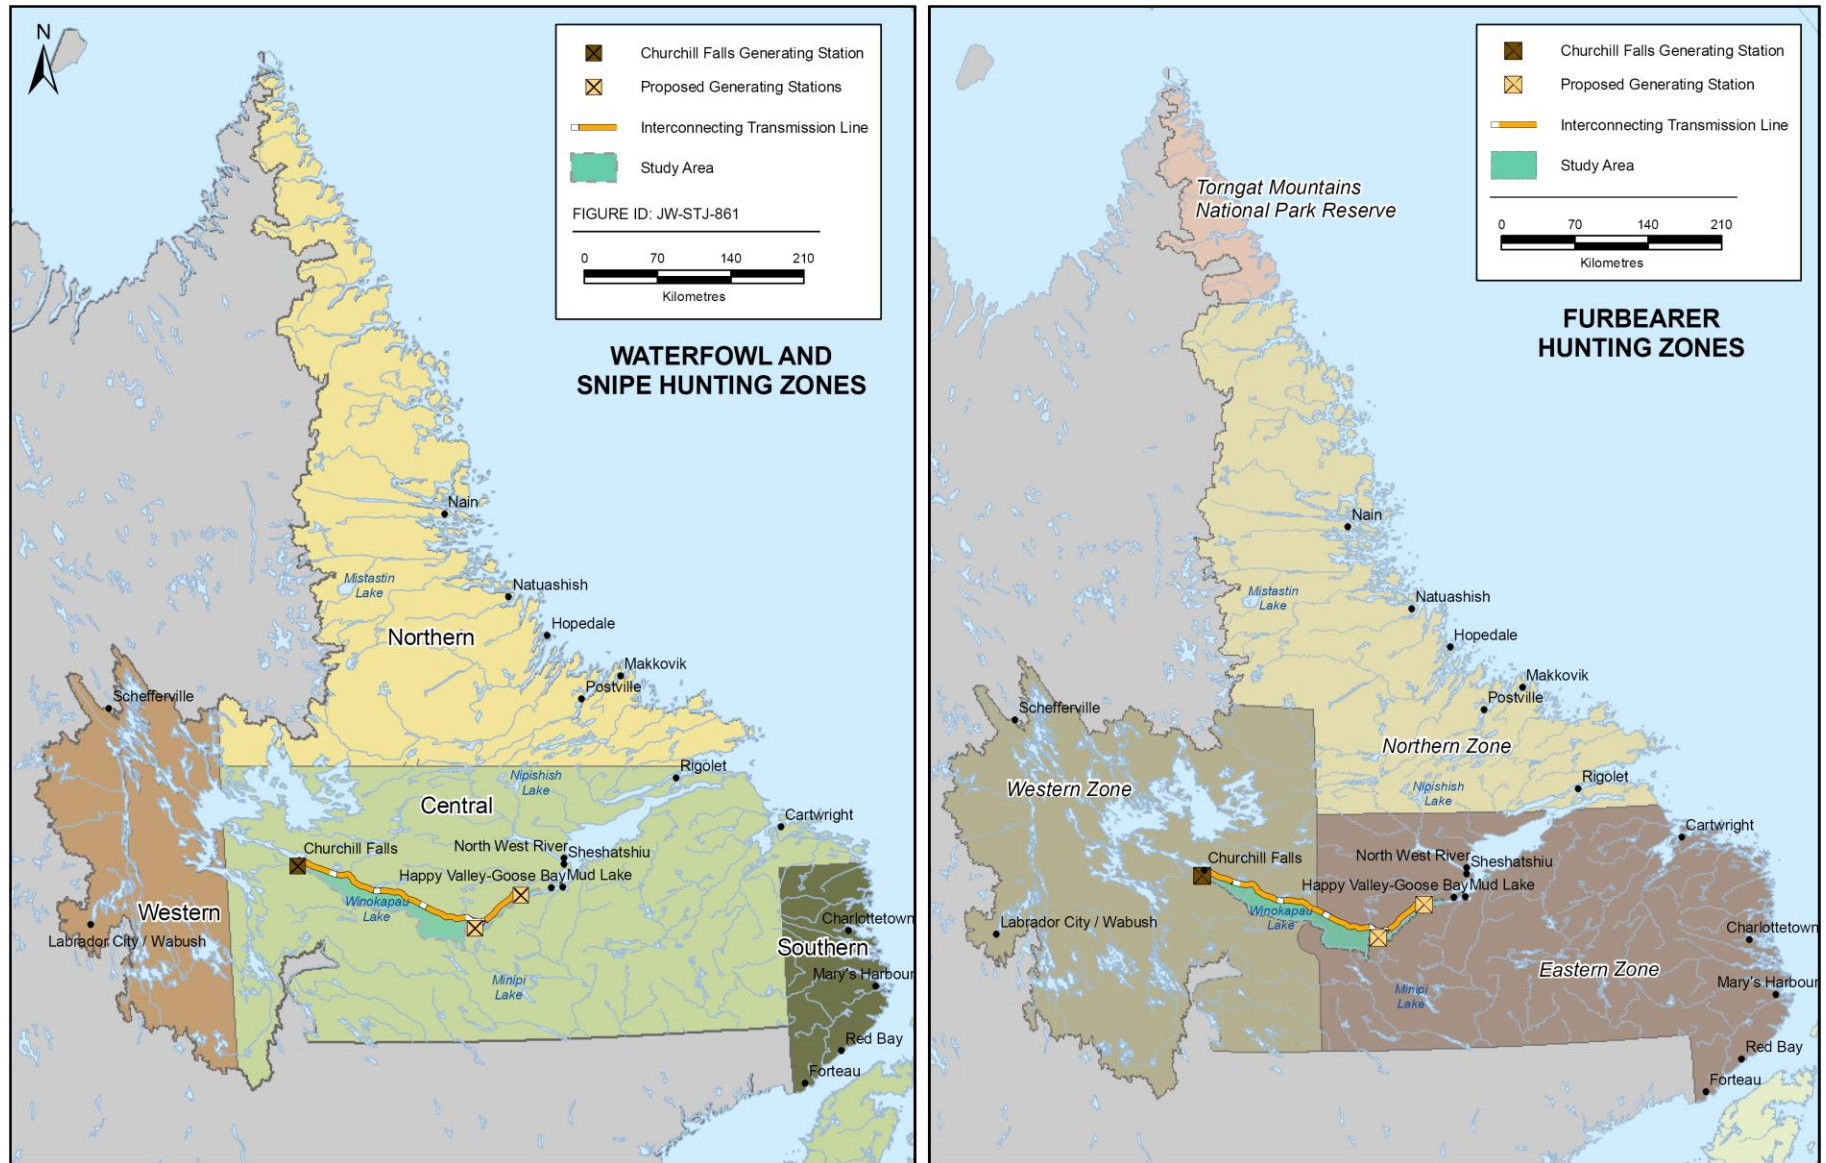 N
Churchill Falls Generating Station
Proposed Generating Stations
Interconnecting Transmission Line
Study Area
FIGURE ID: JW-STJ-861
0 70 140 210
Kilometres
WATERFOWL AND
SNIPE HUNTING ZONES
Nain
Mistastin
Lake
Natuashish
Hopedale
Northern
Makkovik
Postville
Schefferville
Rigolet
Nipishish
Lake
Central
Cartwright
Churchill Falls
North West River
Sheshatshiu
Happy Valley-Goose Bay
Mud Lake
Winokapau
Lake
Western
Labrador City / Wabush
Charlottetown
Southern
Mary's Harbour
Minipi
Lake
Red Bay
Forteau
Churchill Falls Generating Station
Proposed Generating Station
Interconnecting Transmission Line
Study Area
0 70 140 210
Kilometres
Torngat Mountains
National Park Reserve
FURBEARER
HUNTING ZONES
Nain
Mistastin
Lake
Natuashish
Hopedale
Makkovik
Postville
Schefferville
Northern Zone
Rigolet
Western Zone
Nipishish
Lake
Cartwright
Churchill Falls
North West River
Sheshatshiu
Happy Valley-Goose Bay
Mud Lake
Winokapau
Lake
Labrador City / Wabush
Charlottetown
Eastern Zone
Mary's Harbour
Minipi
Lake
Red Bay
Forteau